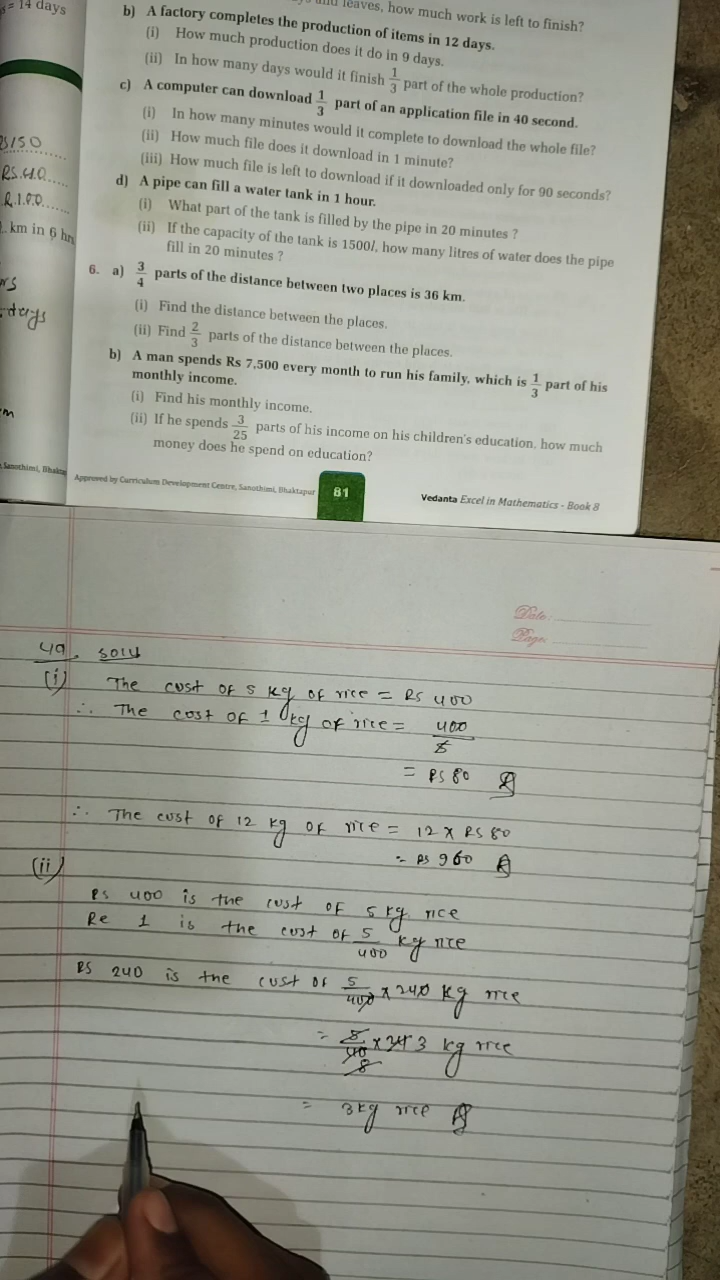 s = 14 days
leaves, how much work is left to finish?
b) A factory completes the production of items in 12 days.
(i) How much production does it do in 9 days.
(ii) In how many days would it finish 1/3 part of the whole production?
c) A computer can download 1/3 part of an application file in 40 second.
(i) In how many minutes would it complete to download the whole file?
(ii) How much file does it download in 1 minute?
(iii) How much file is left to download if it downloaded only for 90 seconds?
d) A pipe can fill a water tank in 1 hour.
(i) What part of the tank is filled by the pipe in 20 minutes ?
(ii) If the capacity of the tank is 1500l, how many litres of water does the pipe
fill in 20 minutes ?
km in 6 hrs
6. a) 3/4 parts of the distance between two places is 36 km.
(i) Find the distance between the places.
(ii) Find 2/3 parts of the distance between the places.
b) A man spends Rs 7,500 every month to run his family, which is 1/3 part of his
monthly income.
(i) Find his monthly income.
(ii) If he spends 3/25 parts of his income on his children's education, how much
money does he spend on education?
Approved by Curriculum Development Centre, Sanothimi, Bhaktapur
81
Vedanta Excel in Mathematics - Book 8
Date:
Page:
4a. soln
(i) The cost of 5 kg of rice = Rs 400
∴ The cost of 1 kg of rice = 400/5
= Rs 80
∴ The cost of 12 kg of rice = 12 x Rs 80
= Rs 960
(ii)
Rs 400 is the cost of 5 kg rice
Re 1 is the cost of 5/400 kg rice
Rs 240 is the cost of 5/400 x 240 kg rice
= 5/40 x 24 3 kg rice
8
= 3kg rice